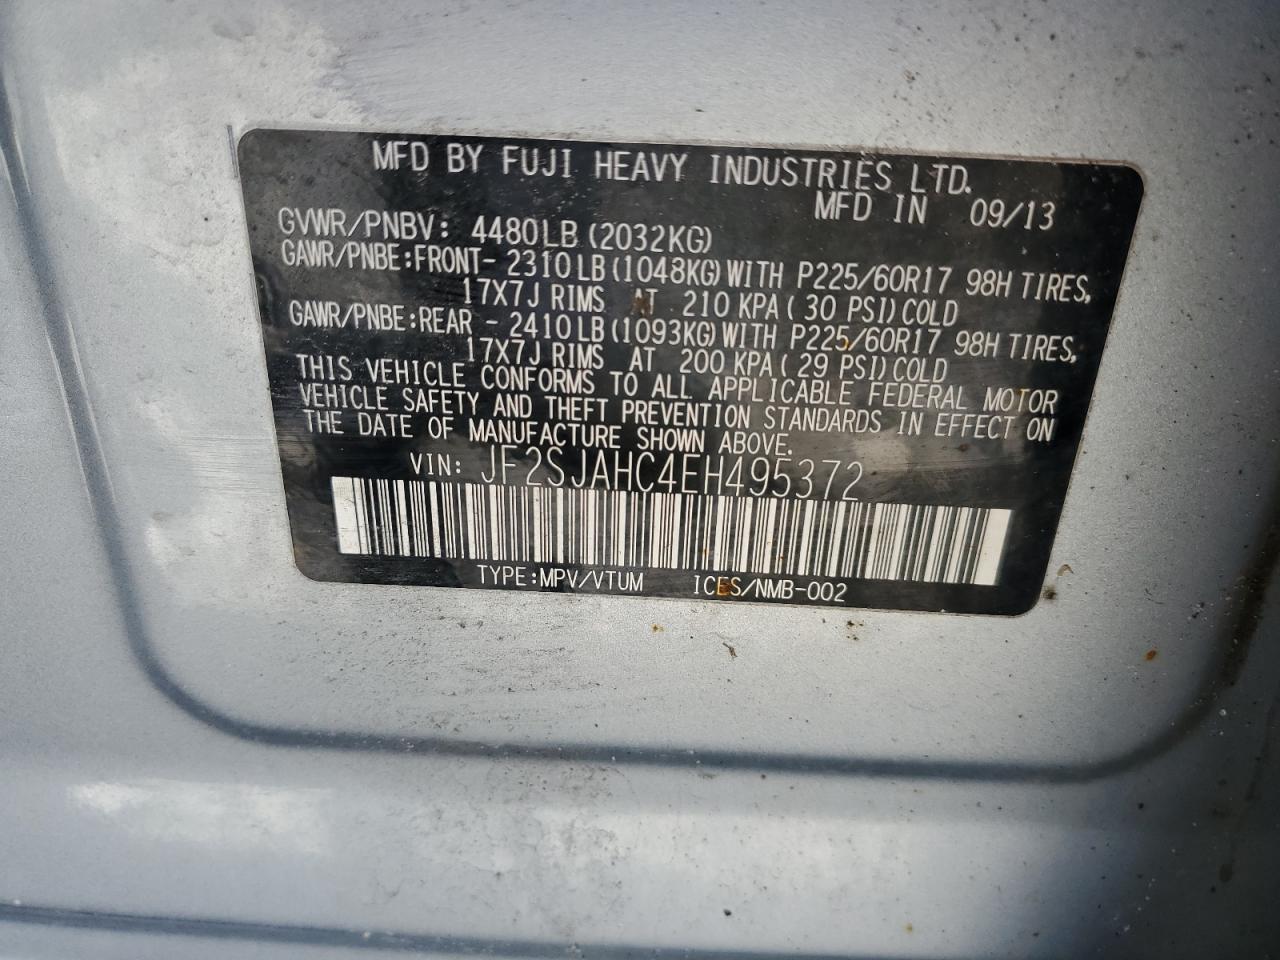 MFD BY FUJI HEAVY INDUSTRIES LTD.
MFD IN 09/13
GVWR/PNBV: 4480LB (2032KG)
GAWR/PNBE:FRONT- 2310LB(1048KG)WITH P225/60R17 98H TIRES,
17X7J RIMS AT 210 KPA( 30 PSI)COLD
GAWR/PNBE:REAR - 2410LB(1093KG)WITH P225/60R17 98H TIRES,
17X7J RIMS AT 200 KPA( 29 PSI)COLD
THIS VEHICLE CONFORMS TO ALL APPLICABLE FEDERAL MOTOR
VEHICLE SAFETY AND THEFT PREVENTION STANDARDS IN EFFECT ON
THE DATE OF MANUFACTURE SHOWN ABOVE.
VIN: JF2SJAHC4EH495372
TYPE:MPV/VTUM ICES/NMB-002